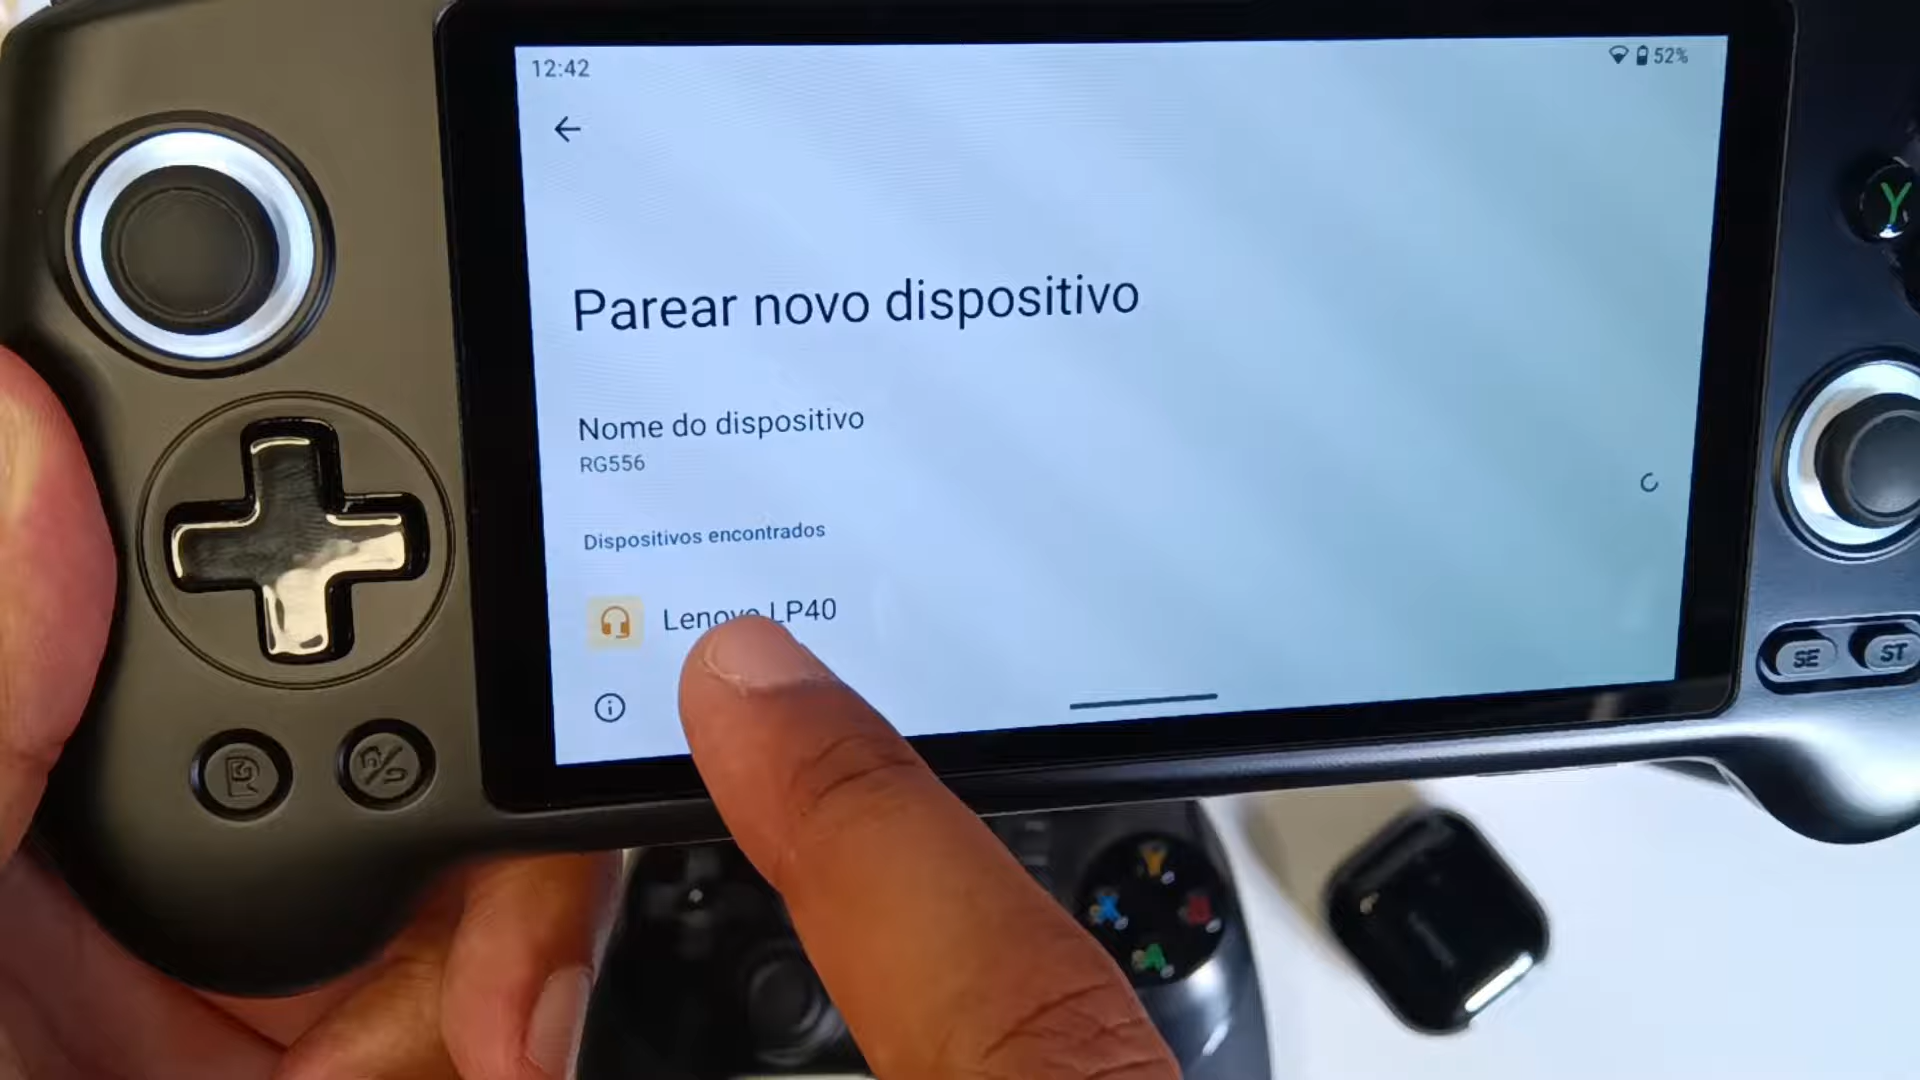 12:42
52%
Parear novo dispositivo
Nome do dispositivo
RG556
Dispositivos encontrados
Lenovo LP40
Y
SE
ST
Y
X
A